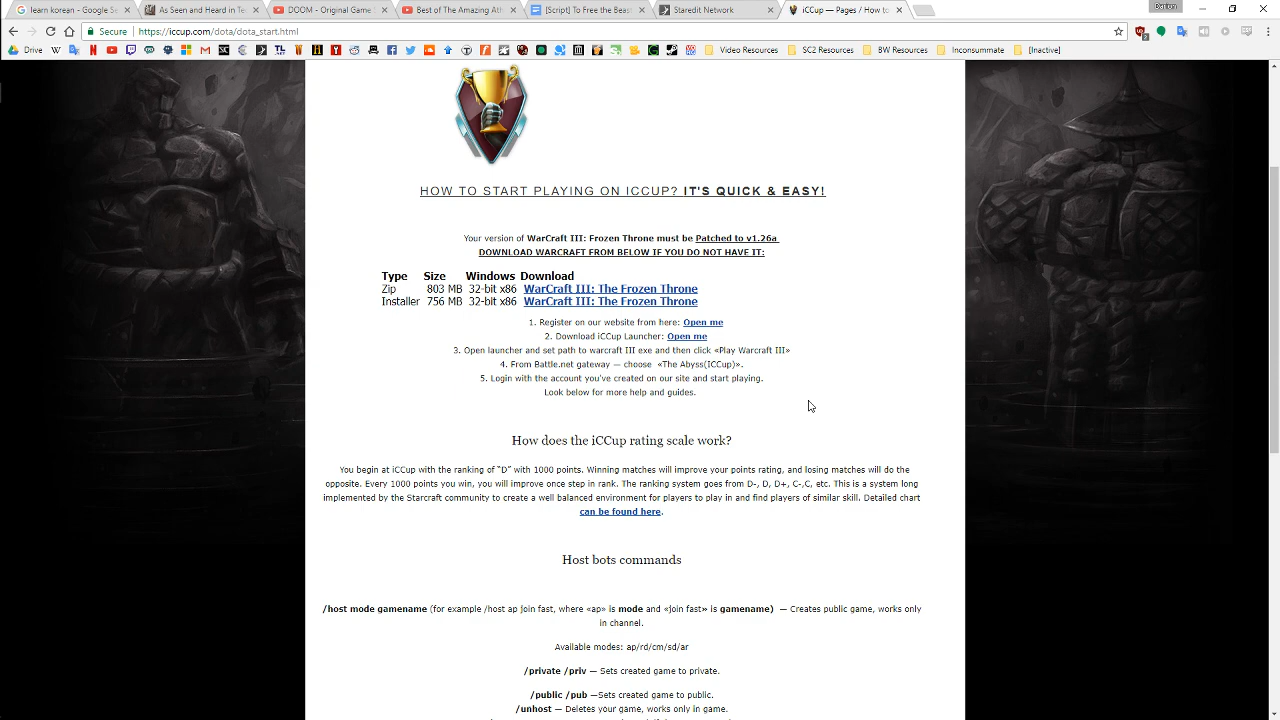 learn korean - Google Se
As Seen and Heard in Te
DOOM - Original Game
Best of The Amazing Ath
[Script] To Free the Beast
Staredit Network
iCCup — Pages / How to
Secure
https://iccup.com/dota/dota_start.html
Drive
Video Resources
SC2 Resources
BW Resources
Inconsummate
[Inactive]
HOW TO START PLAYING ON ICCUP? IT'S QUICK & EASY!
Your version of WarCraft III: Frozen Throne must be Patched to v1.26a
DOWNLOAD WARCRAFT FROM BELOW IF YOU DO NOT HAVE IT:
Type Size Windows Download
Zip 803 MB 32-bit x86 WarCraft III: The Frozen Throne
Installer 756 MB 32-bit x86 WarCraft III: The Frozen Throne
1. Register on our website from here: Open me
2. Download iCCup Launcher: Open me
3. Open launcher and set path to warcraft III exe and then click «Play Warcraft III»
4. From Battle.net gateway — choose «The Abyss(ICCup)».
5. Login with the account you've created on our site and start playing.
Look below for more help and guides.
How does the iCCup rating scale work?
You begin at iCCup with the ranking of "D" with 1000 points. Winning matches will improve your points rating, and losing matches will do the
opposite. Every 1000 points you win, you will improve once step in rank. The ranking system goes from D-, D, D+, C-,C, etc. This is a system long
implemented by the Starcraft community to create a well balanced environment for players to play in and find players of similar skill. Detailed chart
can be found here.
Host bots commands
/host mode gamename (for example /host ap join fast, where «ap» is mode and «join fast» is gamename) — Creates public game, works only
in channel.
Available modes: ap/rd/cm/sd/ar
/private /priv — Sets created game to private.
/public /pub —Sets created game to public.
/unhost — Deletes your game, works only in game.